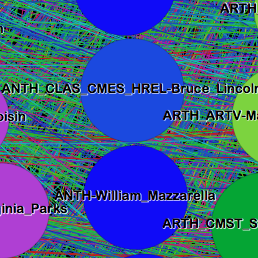 ARTH
ANTH_CLAS_CMES_HREL-Bruce_Lincoln
ARTH_ARTV-Ma
oisin
ANTH-William_Mazzarella
inia_Parks
ARTH_CMST_S